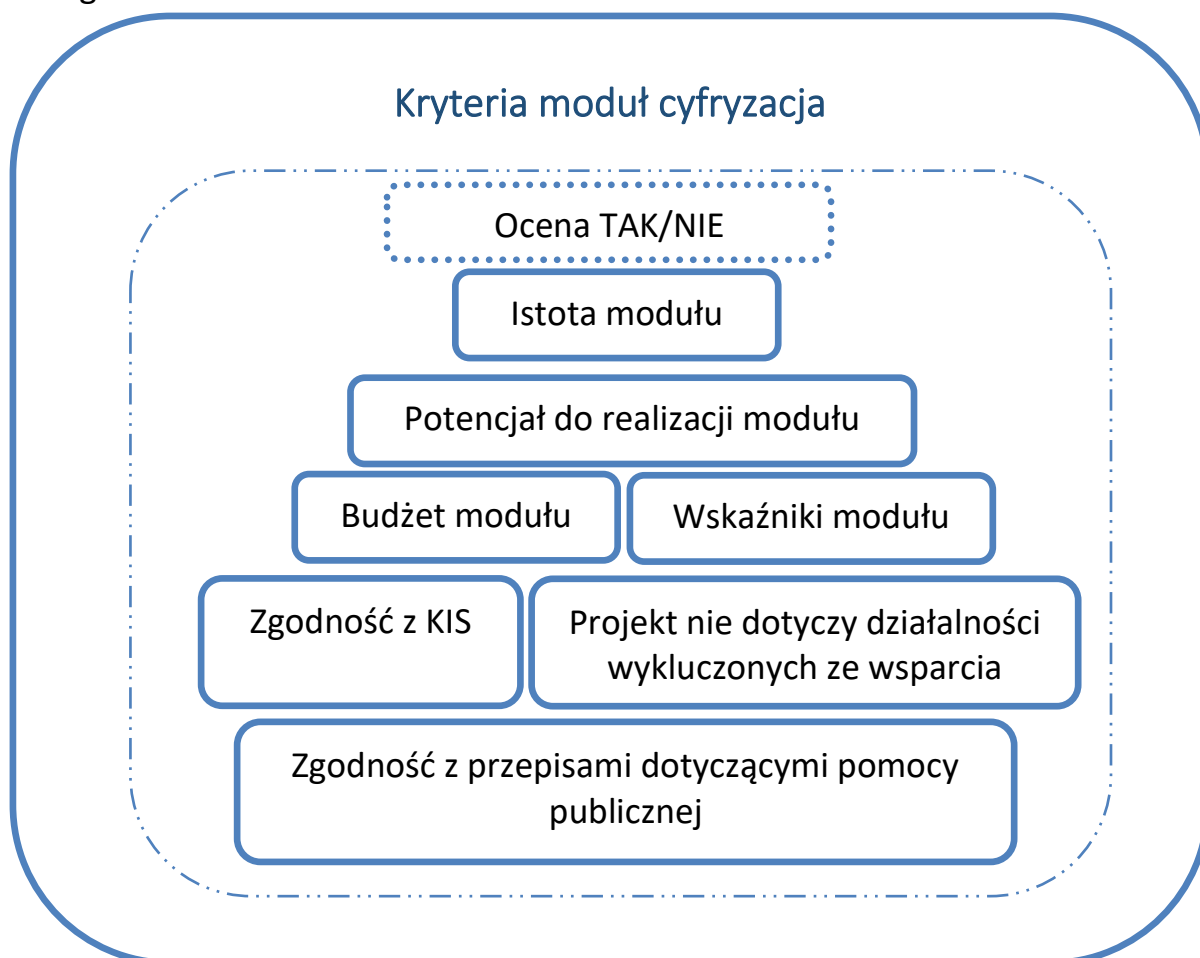 Kryteria moduł cyfryzacja
Ocena TAK/NIE
Istota modułu
Potencjał do realizacji modułu
Budżet modułu
Wskaźniki modułu
Zgodność z KIS
Projekt nie dotyczy działalności
wykluczonych ze wsparcia
Zgodność z przepisami dotyczącymi pomocy
publicznej